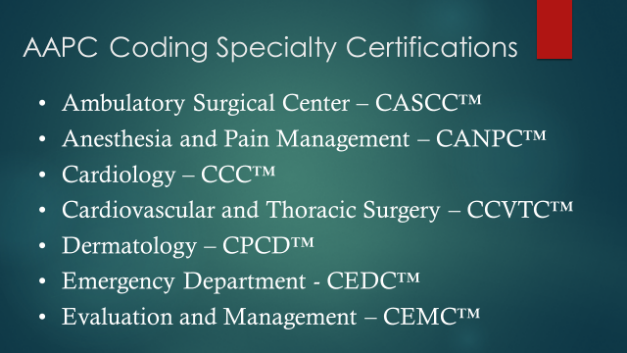 AAPC Coding Specialty Certifications
• Ambulatory Surgical Center – CASCC™
• Anesthesia and Pain Management – CANPC™
• Cardiology – CCC™
• Cardiovascular and Thoracic Surgery – CCVTC™
• Dermatology – CPCD™
• Emergency Department - CEDC™
• Evaluation and Management – CEMC™